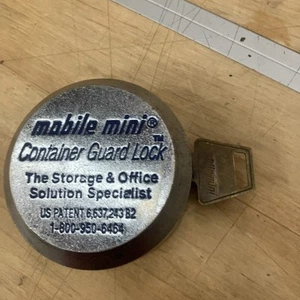 mobile mini®
Container Guard Lock™
The Storage & Office
Solution Specialist
US PATENT 6,637,243 B2
1-800-950-6464